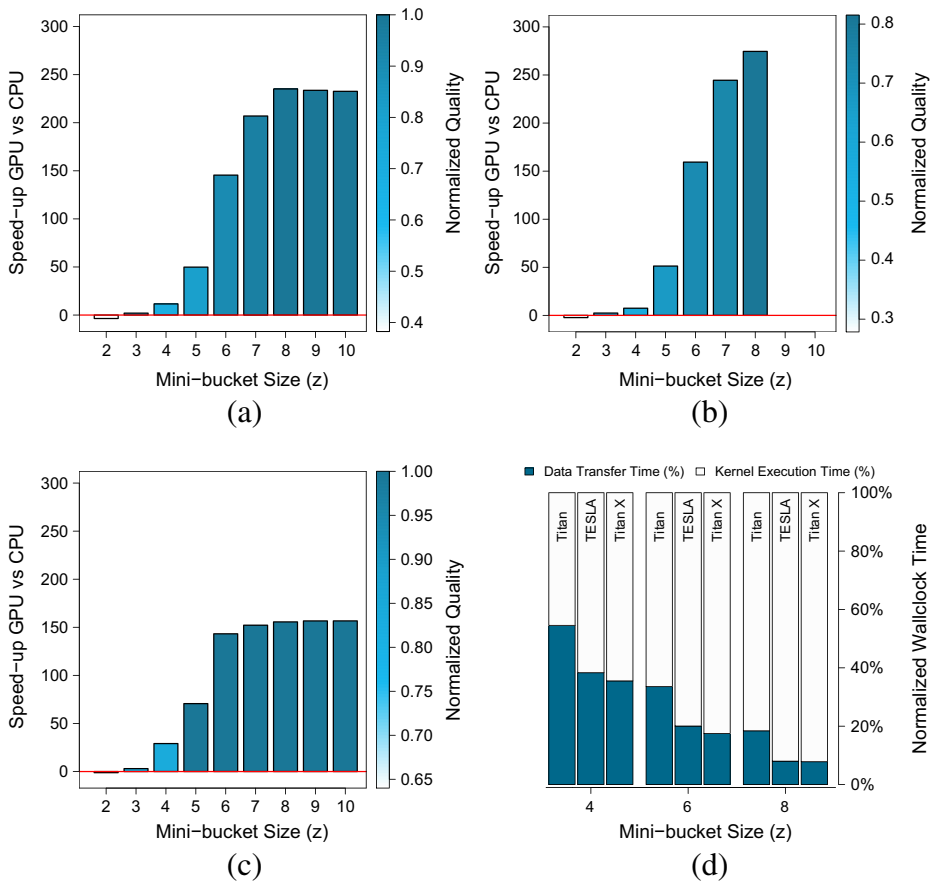 Speed−up GPU vs CPU
300
250
200
150
100
50
0
2 3 4 5 6 7 8 9 10
Mini−bucket Size (z)
1.0
0.9
0.8
0.7
0.6
0.5
0.4
Normalized Quality
(a)
Speed−up GPU vs CPU
300
250
200
150
100
50
0
2 3 4 5 6 7 8 9 10
Mini−bucket Size (z)
0.8
0.7
0.6
0.5
0.4
0.3
Normalized Quality
(b)
Speed−up GPU vs CPU
300
250
200
150
100
50
0
2 3 4 5 6 7 8 9 10
Mini−bucket Size (z)
1.00
0.95
0.90
0.85
0.80
0.75
0.70
0.65
Normalized Quality
(c)
Data Transfer Time (%) Kernel Execution Time (%)
Titan TESLA Titan X Titan TESLA Titan X Titan TESLA Titan X
100%
80%
60%
40%
20%
0%
Normalized Wallclock Time
4 6 8
Mini−bucket Size (z)
(d)